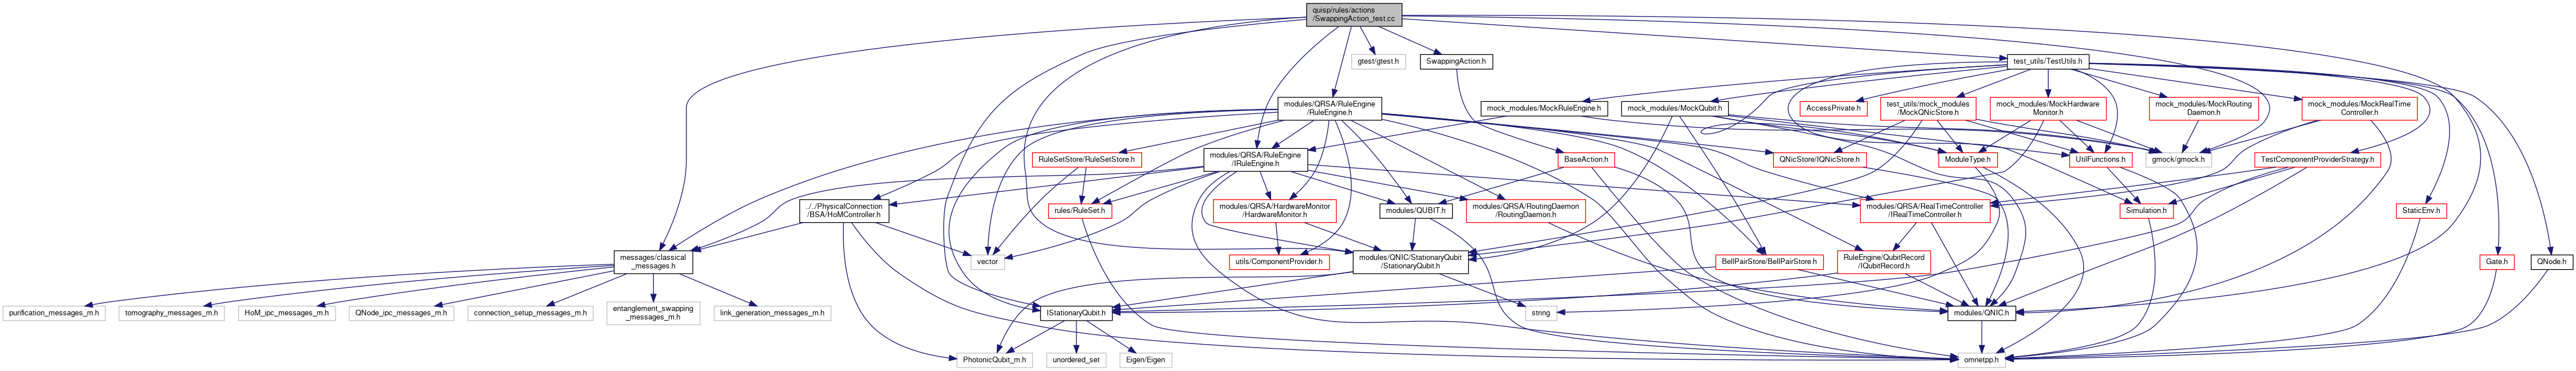 quisp/rules/actions
/SwappingAction_test.cc
gtest/gtest.h
SwappingAction.h
test_utils/TestUtils.h
modules/QRSA/RuleEngine
/RuleEngine.h
mock_modules/MockRuleEngine.h
mock_modules/MockQubit.h
AccessPrivate.h
test_utils/mock_modules
/MockQNicStore.h
mock_modules/MockHardware
Monitor.h
mock_modules/MockRouting
Daemon.h
mock_modules/MockRealTime
Controller.h
RuleSetStore/RuleSetStore.h
modules/QRSA/RuleEngine
/IRuleEngine.h
BaseAction.h
QNicStore/IQNicStore.h
ModuleType.h
UtilFunctions.h
gmock/gmock.h
TestComponentProviderStrategy.h
../../PhysicalConnection
/BSA/HoMController.h
rules/RuleSet.h
modules/QRSA/HardwareMonitor
/HardwareMonitor.h
modules/QUBIT.h
modules/QRSA/RoutingDaemon
/RoutingDaemon.h
modules/QRSA/RealTimeController
/IRealTimeController.h
Simulation.h
StaticEnv.h
messages/classical
_messages.h
vector
utils/ComponentProvider.h
modules/QNIC/StationaryQubit
/StationaryQubit.h
BellPairStore/BellPairStore.h
RuleEngine/QubitRecord
/IQubitRecord.h
Gate.h
QNode.h
purification_messages_m.h
tomography_messages_m.h
HoM_ipc_messages_m.h
QNode_ipc_messages_m.h
connection_setup_messages_m.h
entanglement_swapping
_messages_m.h
link_generation_messages_m.h
IStationaryQubit.h
string
modules/QNIC.h
PhotonicQubit_m.h
unordered_set
Eigen/Eigen
omnetpp.h